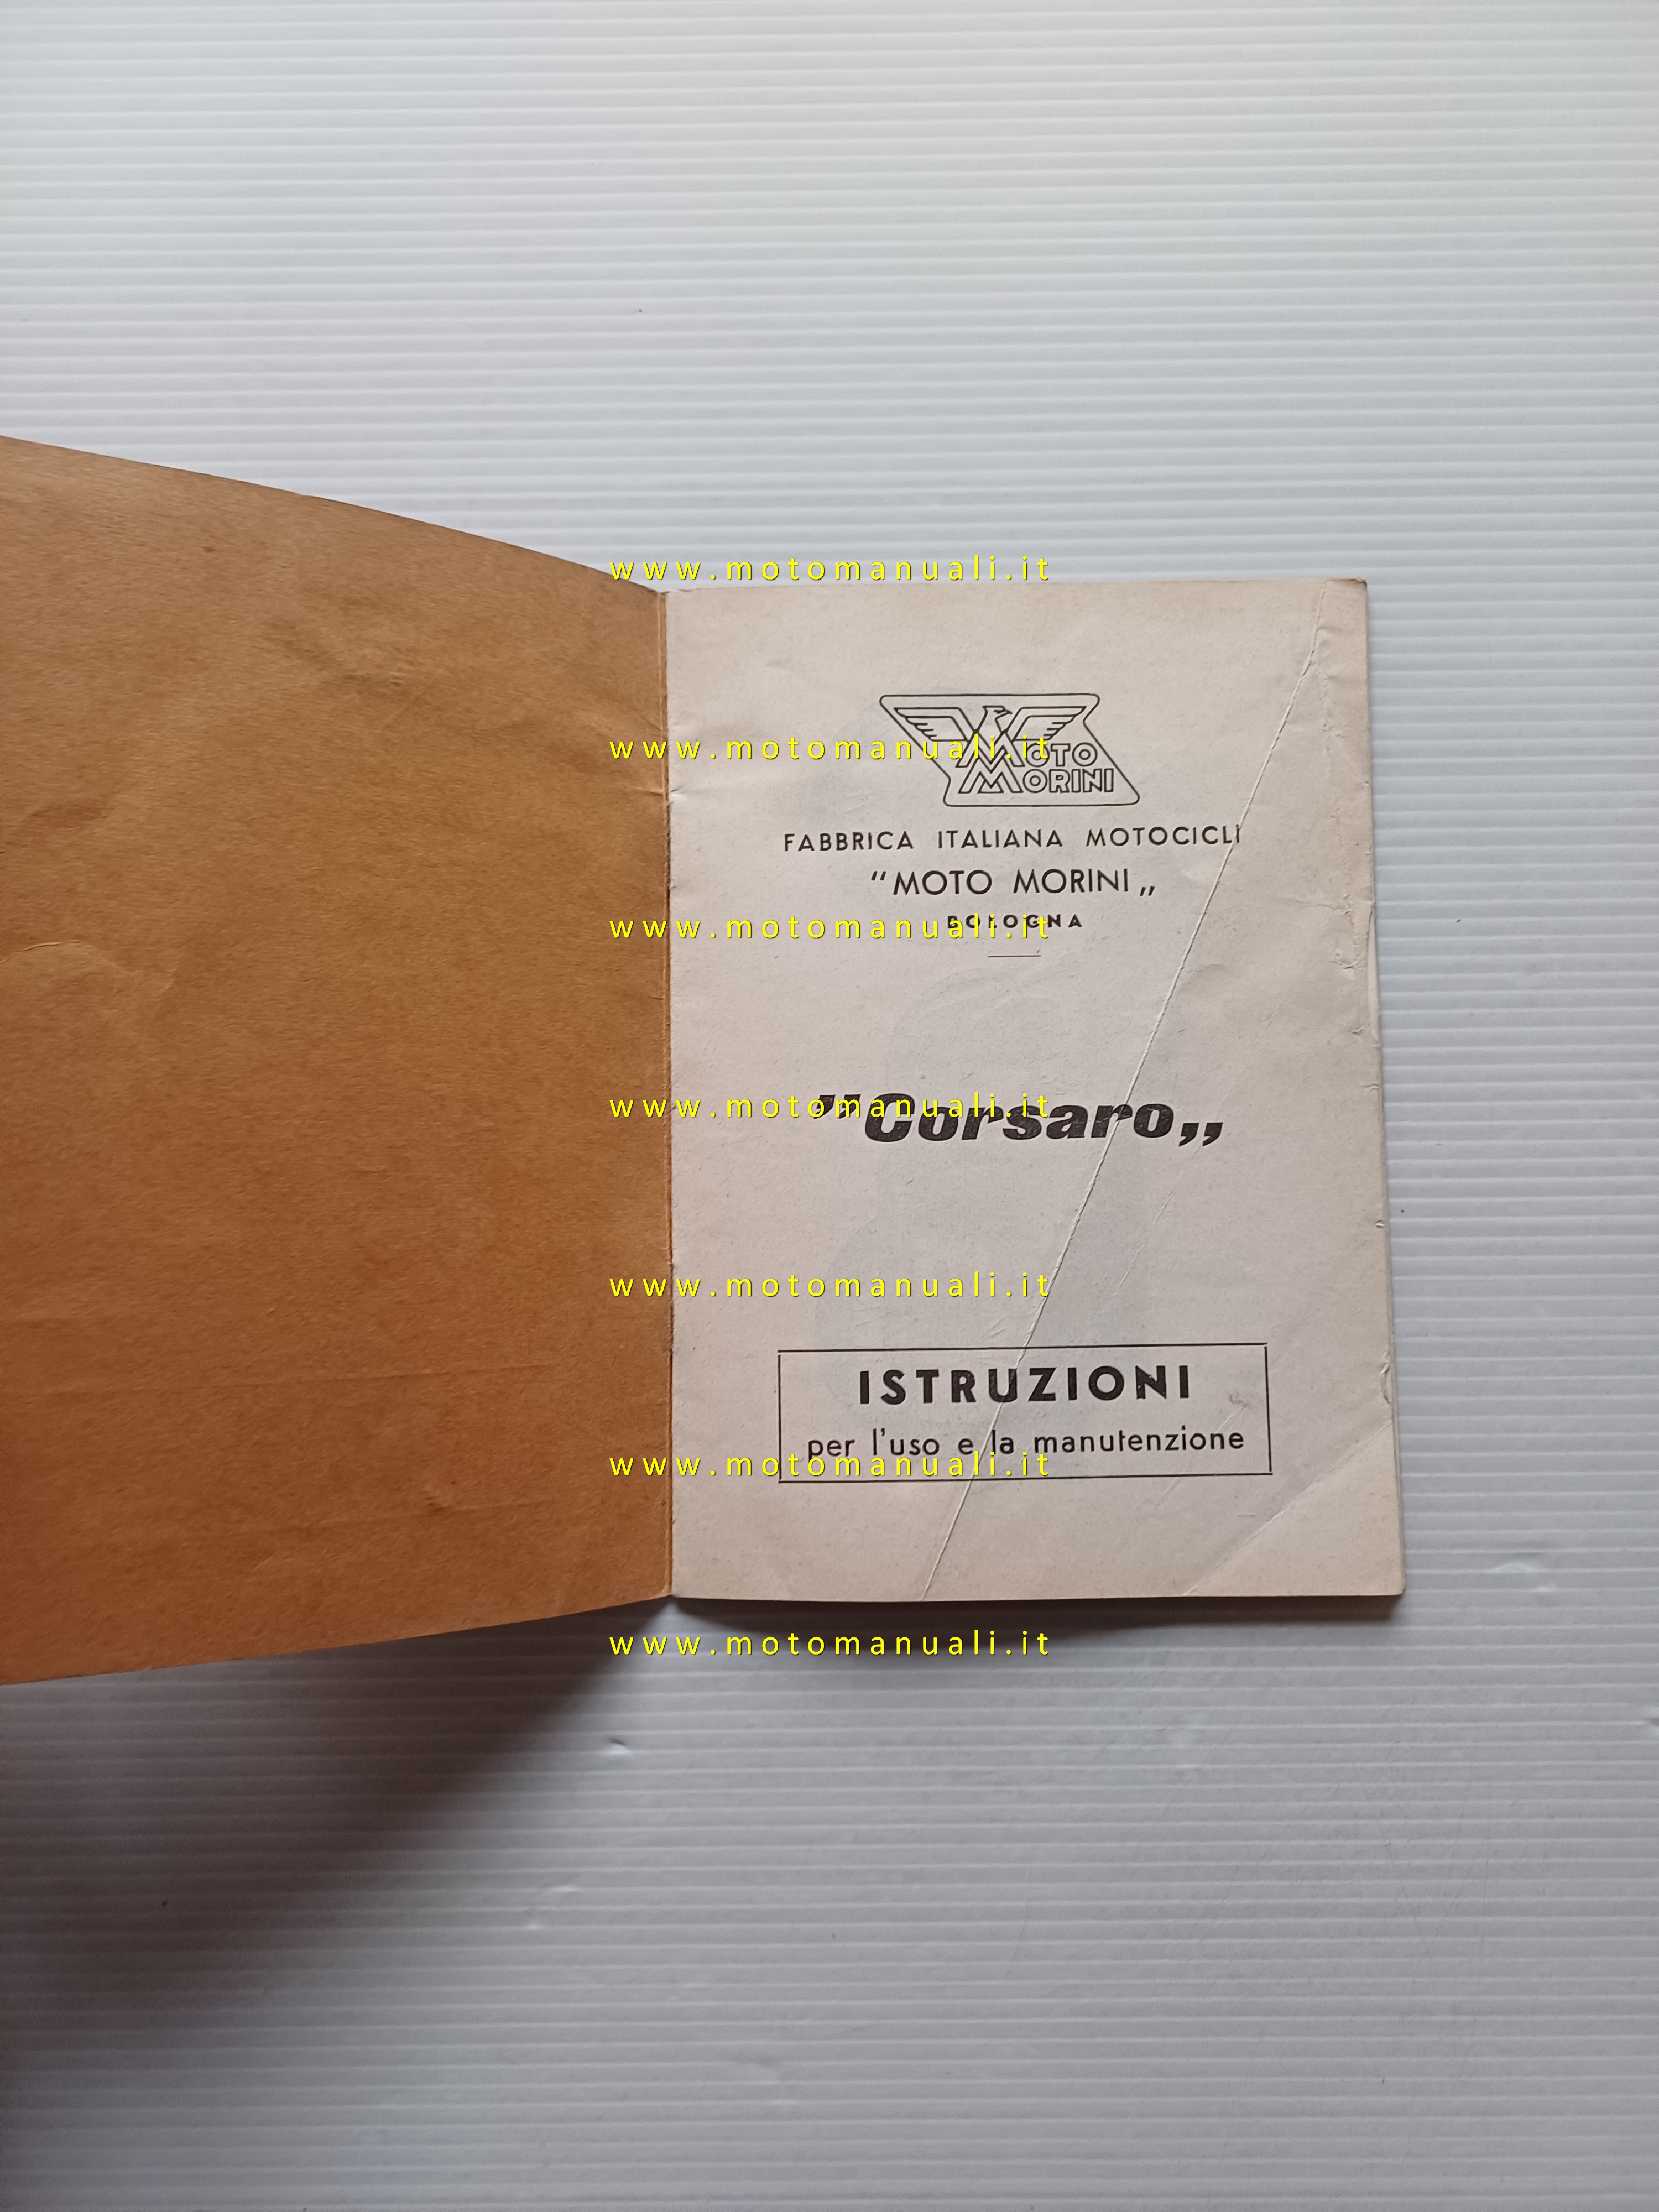 www.motomanuali.it
MOTO
www.motomanuali.it
MORINI
FABBRICA ITALIANA MOTOCICLI
“MOTO MORINI„
BOLOGNA
www.motomanuali.it
”Corsaro„
www.motomanuali.it
www.motomanuali.it
ISTRUZIONI
per l'uso e la manutenzione
www.motomanuali.it
www.motomanuali.it